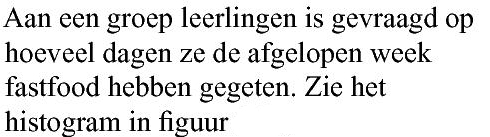 Aan een groep leerlingen is gevraagd op
hoeveel dagen ze de afgelopen week
fastfood hebben gegeten. Zie het
histogram in figuur